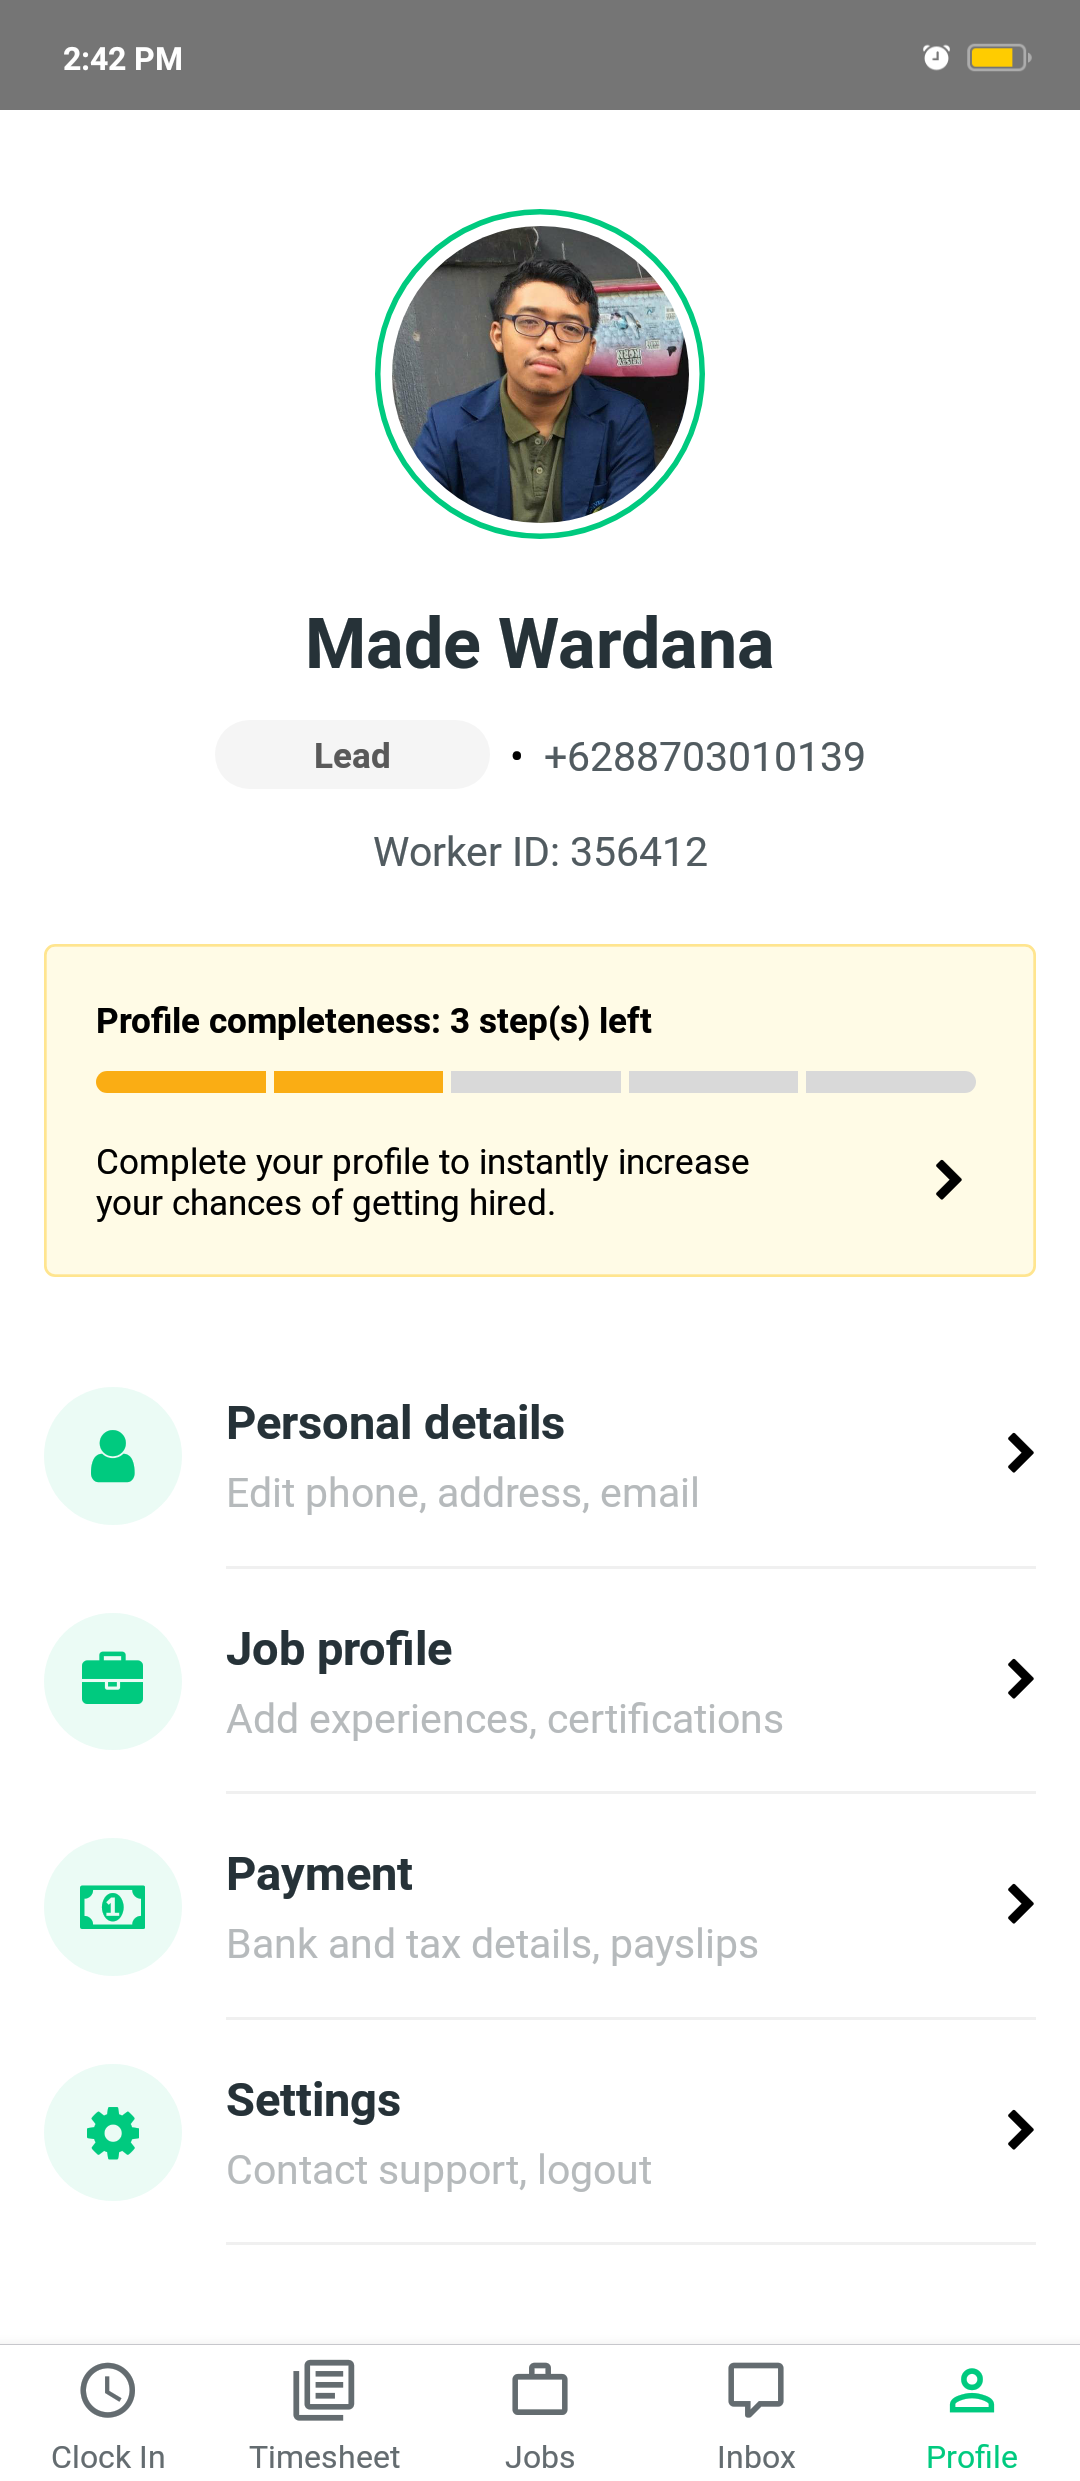 2:42 PM
Made Wardana
Lead • +6288703010139
Worker ID: 356412
Profile completeness: 3 step(s) left
Complete your profile to instantly increase
your chances of getting hired.
Personal details
Edit phone, address, email
Job profile
Add experiences, certifications
Payment
Bank and tax details, payslips
Settings
Contact support, logout
Clock In
Timesheet
Jobs
Inbox
Profile